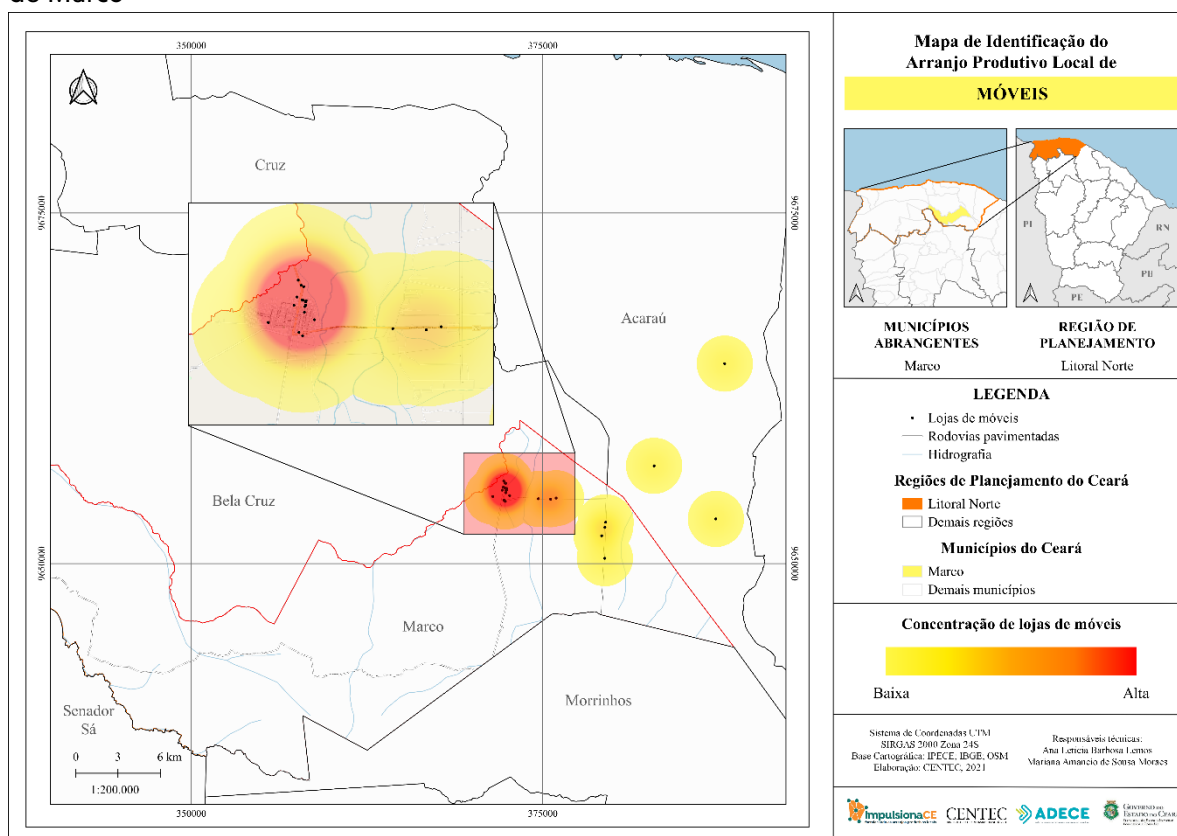 do Marco
350000
375000
9675000
9675000
Cruz
Acaraú
Bela Cruz
9650000
9650000
Marco
Morrinhos
Senador
Sá
0 3 6 km
1:200.000
350000
375000
Mapa de Identificação do
Arranjo Produtivo Local de
MÓVEIS
PI
RN
PB
PE
MUNICÍPIOS
ABRANGENTES
Marco
REGIÃO DE
PLANEJAMENTO
Litoral Norte
LEGENDA
Lojas de móveis
Rodovias pavimentadas
Hidrografia
Regiões de Planejamento do Ceará
Litoral Norte
Demais regiões
Municípios do Ceará
Marco
Demais municípios
Concentração de lojas de móveis
Baixa
Alta
Sistema de Coordenadas UTM
SIRGAS 2000 Zona 24S
Base Cartográfica: IPECE, IBGE, OSM
Elaboração: CENTEC, 2021
Responsáveis técnicas:
Ana Letícia Barbosa Lemos
Mariana Amancio de Sousa Moraes
ImpulsionaCE
CENTEC
ADECE
GOVERNO DO
ESTADO DO CEARÁ